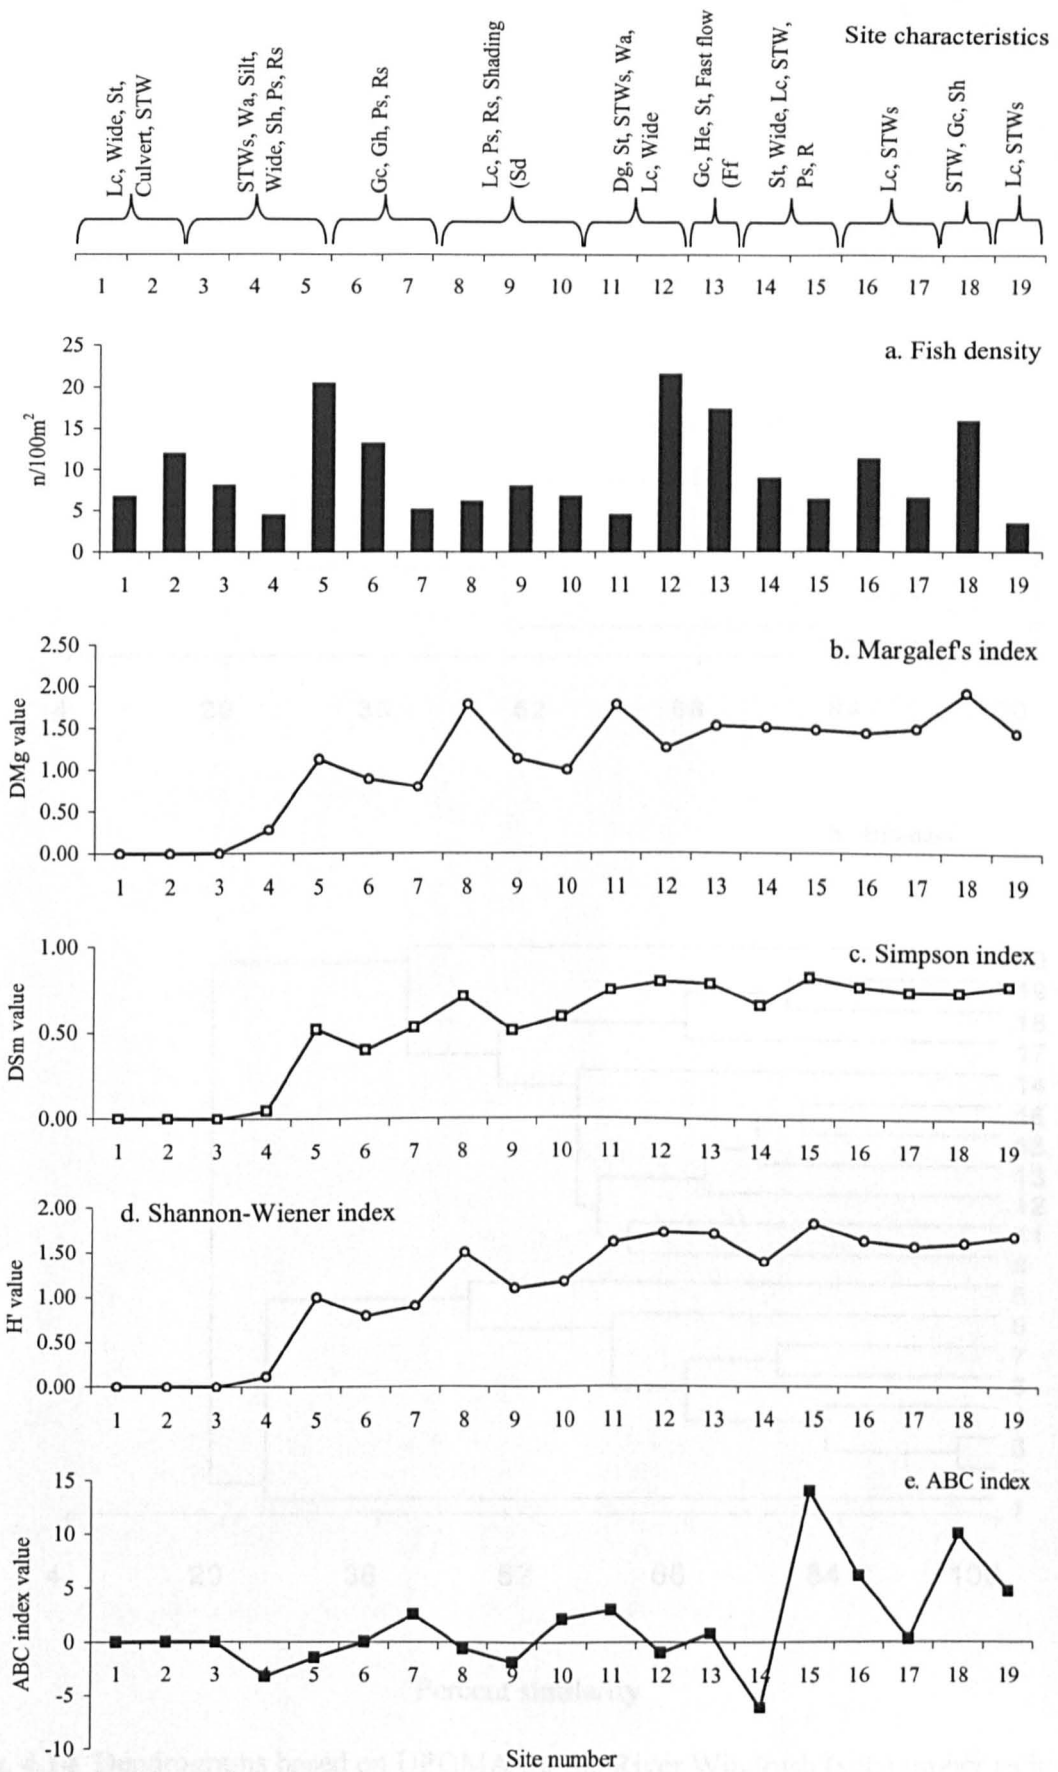 Site characteristics
Lc, Wide, St,
Culvert, STW
STWs, Wa, Silt,
Wide, Sh, Ps, Rs
Gc, Gh, Ps, Rs
Lc, Ps, Rs, Shading
(Sd
Dg, St, STWs, Wa,
Lc, Wide
Gc, He, St, Fast flow
(Ff
St, Wide, Lc, STW,
Ps, R
Lc, STWs
STW, Gc, Sh
Lc, STWs
1 2 3 4 5 6 7 8 9 10 11 12 13 14 15 16 17 18 19
a. Fish density
n/100m²
25
20
15
10
5
0
1 2 3 4 5 6 7 8 9 10 11 12 13 14 15 16 17 18 19
b. Margalef's index
DMg value
2.50
2.00
1.50
1.00
0.50
0.00
1 2 3 4 5 6 7 8 9 10 11 12 13 14 15 16 17 18 19
c. Simpson index
DSm value
1.00
0.50
0.00
1 2 3 4 5 6 7 8 9 10 11 12 13 14 15 16 17 18 19
d. Shannon-Wiener index
H' value
2.00
1.50
1.00
0.50
0.00
1 2 3 4 5 6 7 8 9 10 11 12 13 14 15 16 17 18 19
e. ABC index
ABC index value
15
10
5
0
-5
-10
1 2 3 4 5 6 7 8 9 10 11 12 13 14 15 16 17 18 19
Percent similarity
Site number